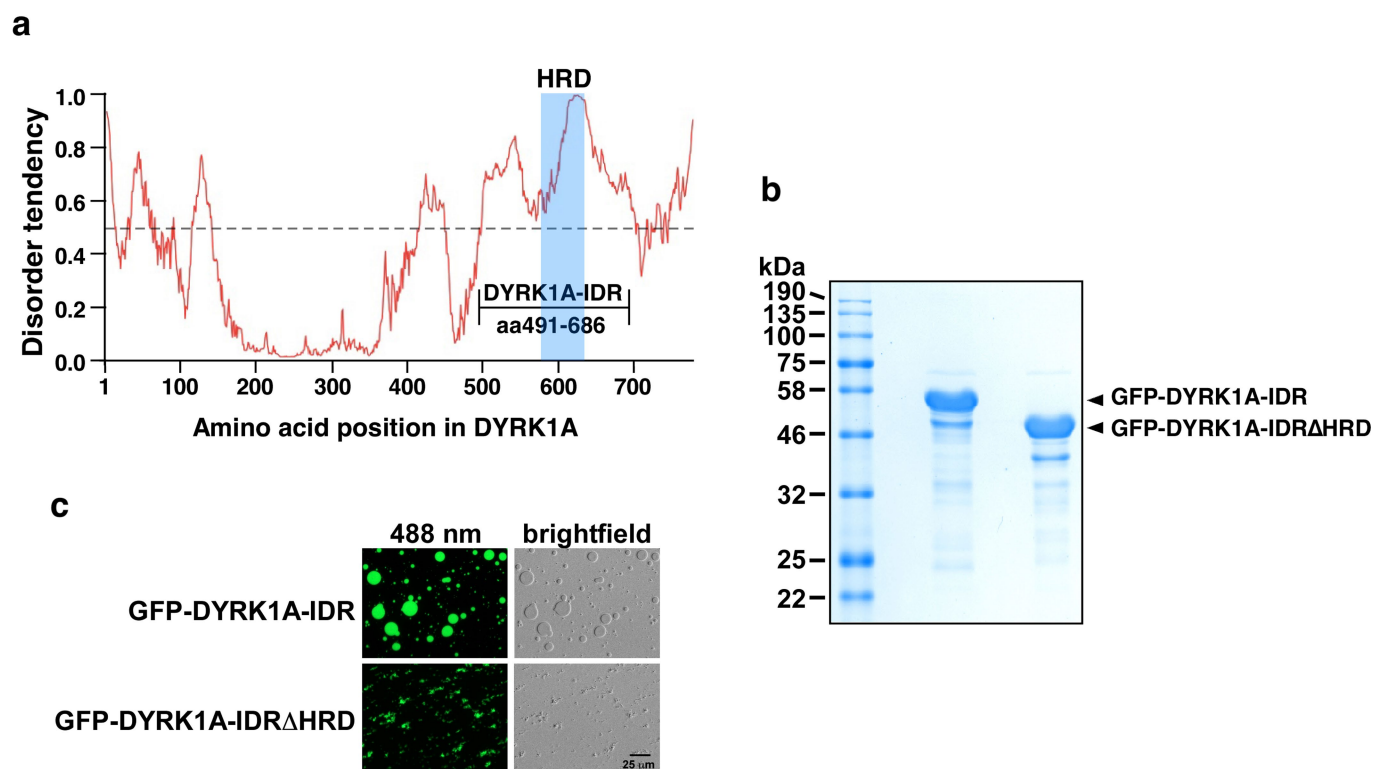 a
HRD
1.0
0.8
0.6
0.4
0.2
0.0
Disorder tendency
DYRK1A-IDR
aa491-686
1 100 200 300 400 500 600 700
Amino acid position in DYRK1A
b
kDa
190
135
100
75
58
46
32
25
22
GFP-DYRK1A-IDR
GFP-DYRK1A-IDRΔHRD
c
488 nm brightfield
GFP-DYRK1A-IDR
GFP-DYRK1A-IDRΔHRD
25 um